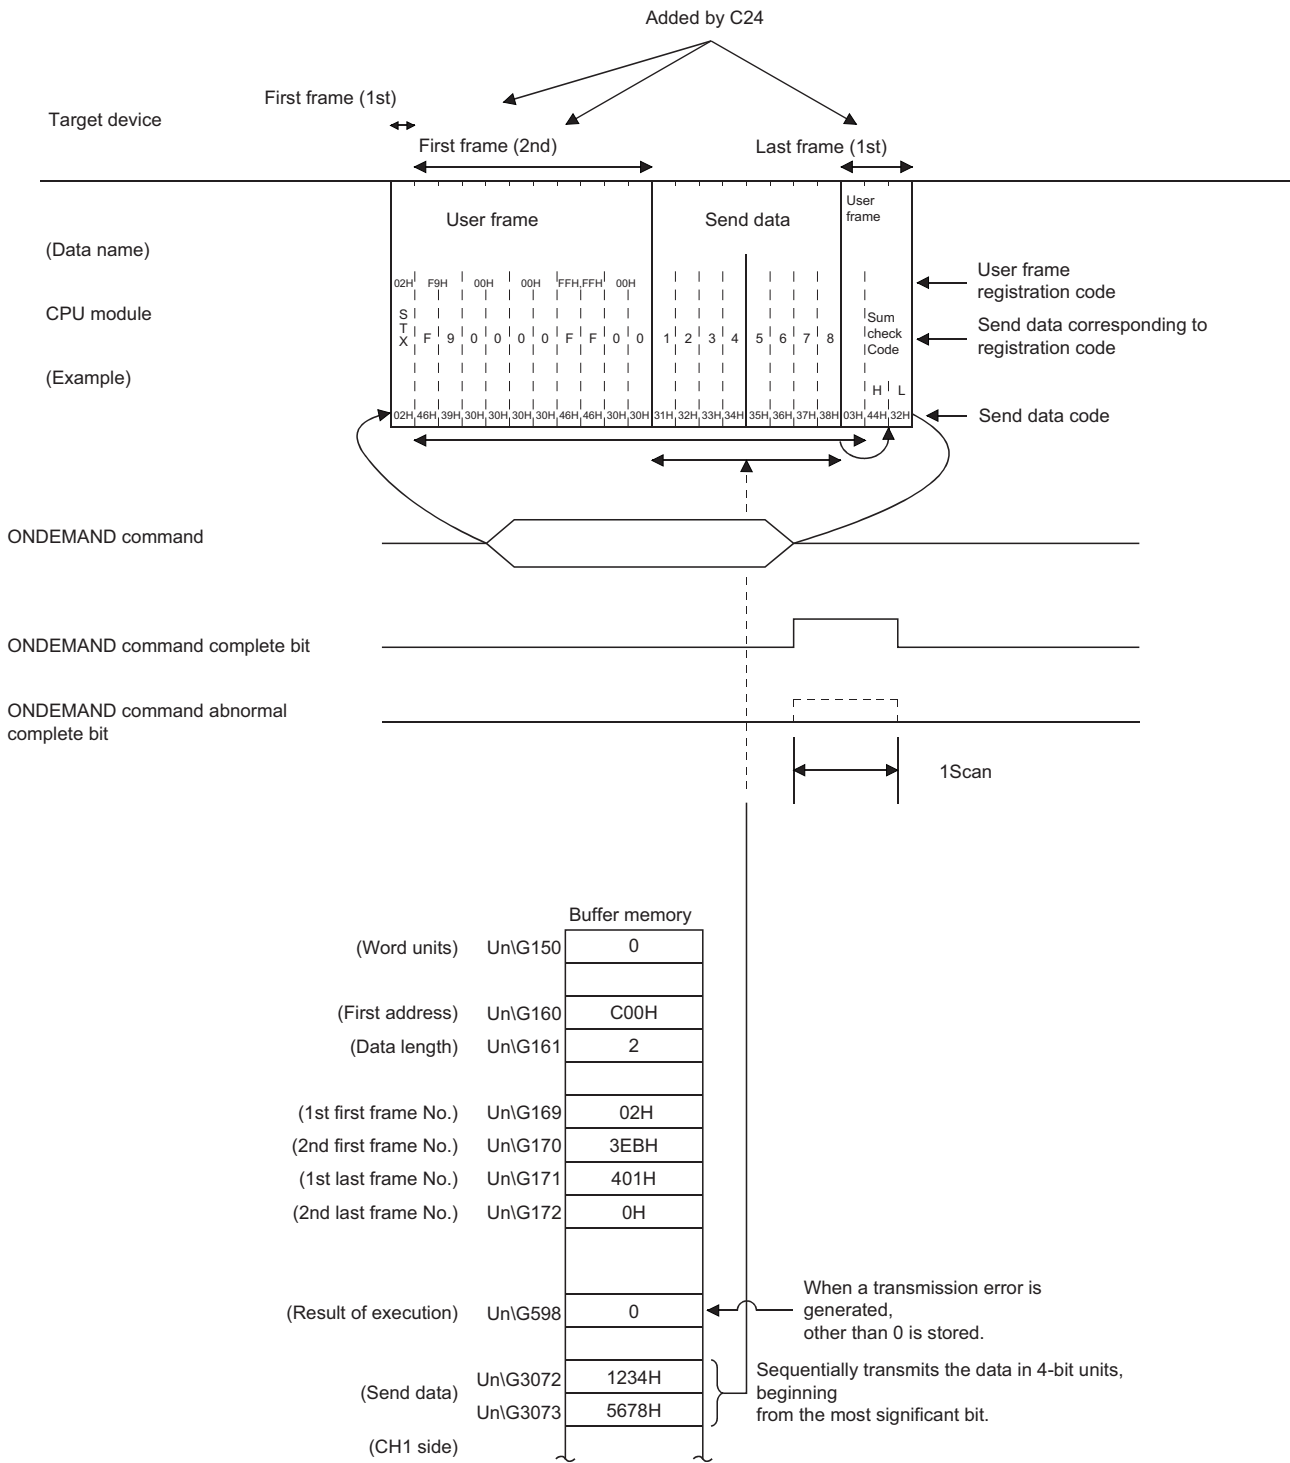 Added by C24
First frame (1st)
Target device
First frame (2nd)
Last frame (1st)
User frame
Send data
User
frame
(Data name)
02H F9H 00H 00H FFH FFH 00H
User frame
registration code
CPU module
S
T
X
F 9 0 0 0 0 F F 0 0 1 2 3 4 5 6 7 8
Sum
check
Code
Send data corresponding to
registration code
(Example)
H L
02H 46H 39H 30H 30H 30H 30H 46H 46H 30H 30H 31H 32H 33H 34H 35H 36H 37H 38H 03H 44H 32H
Send data code
ONDEMAND command
ONDEMAND command complete bit
ONDEMAND command abnormal
complete bit
1Scan
Buffer memory
(Word units) Un\G150 0
(First address) Un\G160 C00H
(Data length) Un\G161 2
(1st first frame No.) Un\G169 02H
(2nd first frame No.) Un\G170 3EBH
(1st last frame No.) Un\G171 401H
(2nd last frame No.) Un\G172 0H
(Result of execution) Un\G598 0
When a transmission error is
generated,
other than 0 is stored.
(Send data)
Un\G3072 1234H
Un\G3073 5678H
Sequentially transmits the data in 4-bit units,
beginning
from the most significant bit.
(CH1 side)